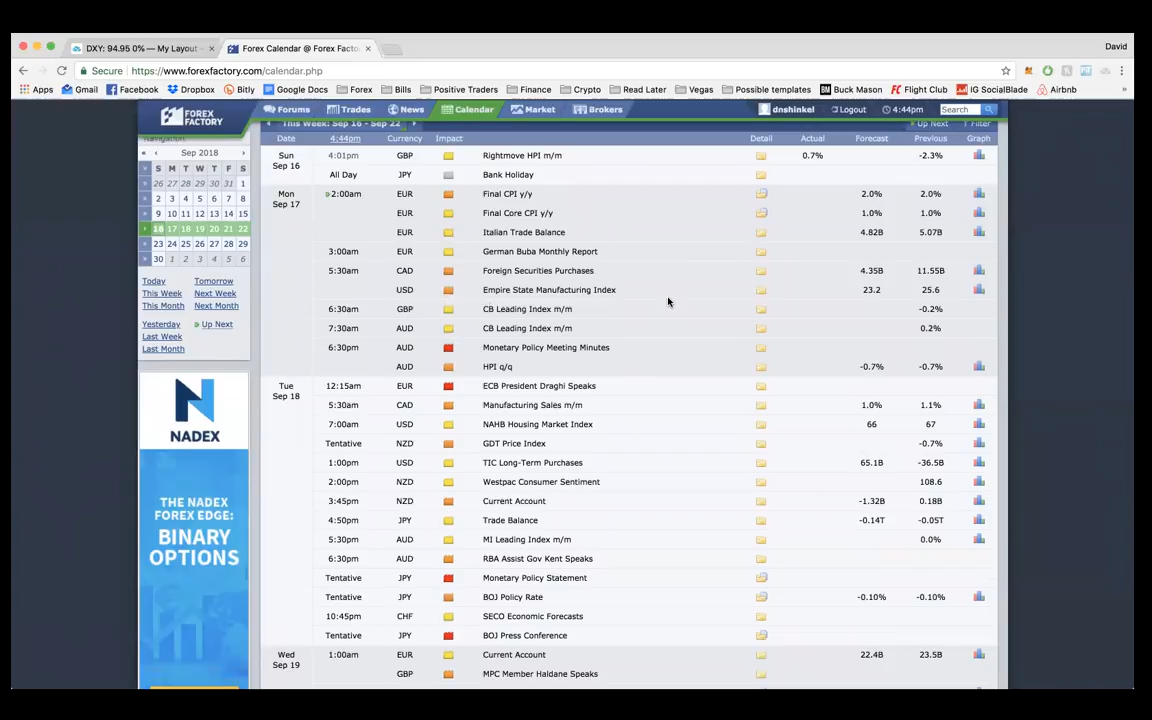 DXY: 94.95 0% — My Layout
Forex Calendar @ Forex Facto
David
Secure https://www.forexfactory.com/calendar.php
Apps Gmail Facebook Dropbox Bitly Google Docs Forex Bills Positive Traders Finance Crypto Read Later Vegas Possible templates BM Buck Mason Flight Club IG SocialBlade Airbnb »
FOREX FACTORY Forums Trades News Calendar Market Brokers dnshinkel Logout 4:44pm Search
This Week: Sep 16 - Sep 22 Up Next Filter
Date 4:44pm Currency Impact Detail Actual Forecast Previous Graph
Navigation
« ‹ Sep 2018 ›
S M T W T F S
26 27 28 29 30 31 1
2 3 4 5 6 7 8
9 10 11 12 13 14 15
16 17 18 19 20 21 22
23 24 25 26 27 28 29
30 1 2 3 4 5 6
Today Tomorrow
This Week Next Week
This Month Next Month
Yesterday Up Next
Last Week
Last Month
NADEX
THE NADEX
FOREX EDGE:
BINARY
OPTIONS
Sun Sep 16 4:01pm GBP Rightmove HPI m/m 0.7% -2.3%
All Day JPY Bank Holiday
Mon Sep 17 2:00am EUR Final CPI y/y 2.0% 2.0%
EUR Final Core CPI y/y 1.0% 1.0%
EUR Italian Trade Balance 4.82B 5.07B
3:00am EUR German Buba Monthly Report
5:30am CAD Foreign Securities Purchases 4.35B 11.55B
USD Empire State Manufacturing Index 23.2 25.6
6:30am GBP CB Leading Index m/m -0.2%
7:30am AUD CB Leading Index m/m 0.2%
6:30pm AUD Monetary Policy Meeting Minutes
AUD HPI q/q -0.7% -0.7%
Tue Sep 18 12:15am EUR ECB President Draghi Speaks
5:30am CAD Manufacturing Sales m/m 1.0% 1.1%
7:00am USD NAHB Housing Market Index 66 67
Tentative NZD GDT Price Index -0.7%
1:00pm USD TIC Long-Term Purchases 65.1B -36.5B
2:00pm NZD Westpac Consumer Sentiment 108.6
3:45pm NZD Current Account -1.32B 0.18B
4:50pm JPY Trade Balance -0.14T -0.05T
5:30pm AUD MI Leading Index m/m 0.0%
6:30pm AUD RBA Assist Gov Kent Speaks
Tentative JPY Monetary Policy Statement
Tentative JPY BOJ Policy Rate -0.10% -0.10%
10:45pm CHF SECO Economic Forecasts
Tentative JPY BOJ Press Conference
Wed Sep 19 1:00am EUR Current Account 22.4B 23.5B
GBP MPC Member Haldane Speaks